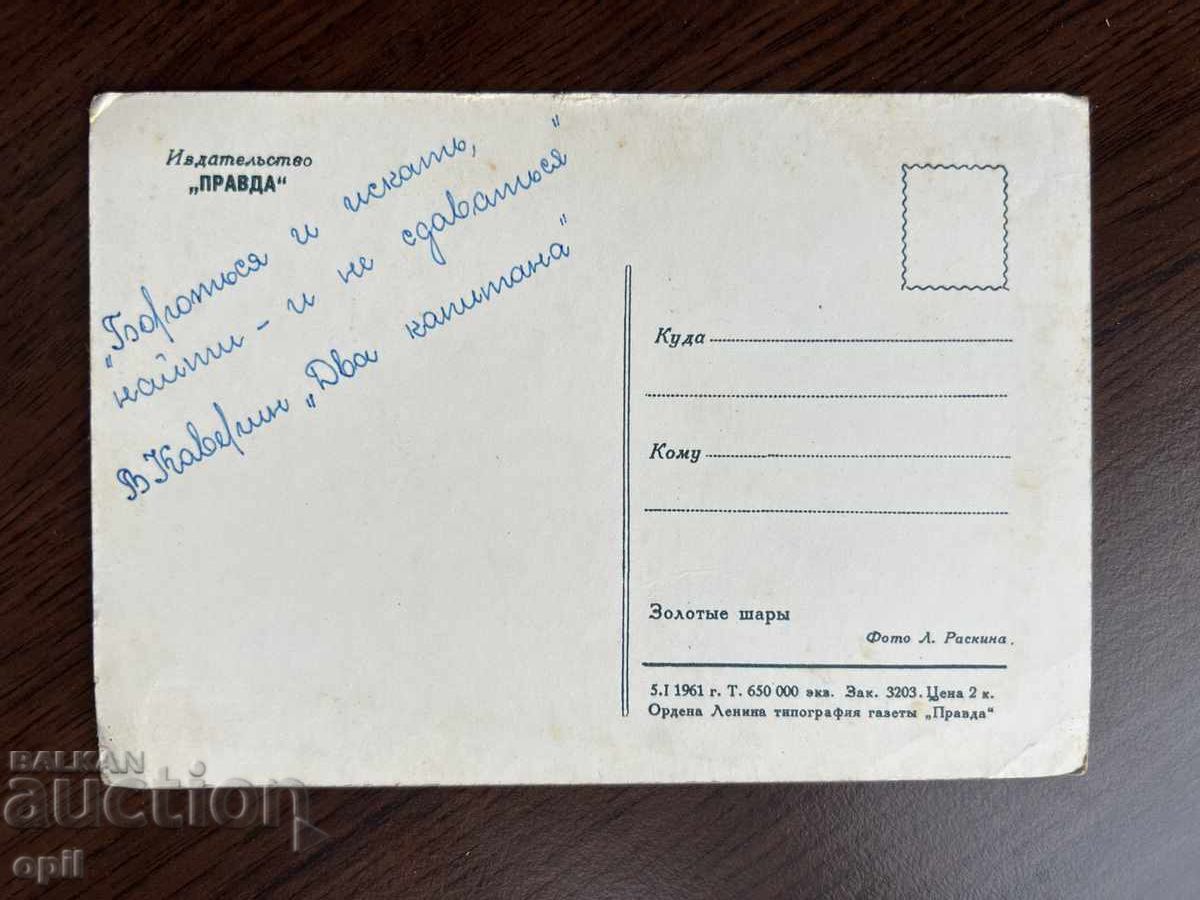 Издательство
„ПРАВДА“
„Бороться и искать,
найти - и не сдаваться"
В Каверин „Два капитана"
Куда
Кому
Золотые шары
Фото Л. Раскина.
5.I 1961 г. Т. 650 000 экз. Зак. 3203. Цена 2 к.
Ордена Ленина типография газеты „Правда“
BALKAN
auction
opil